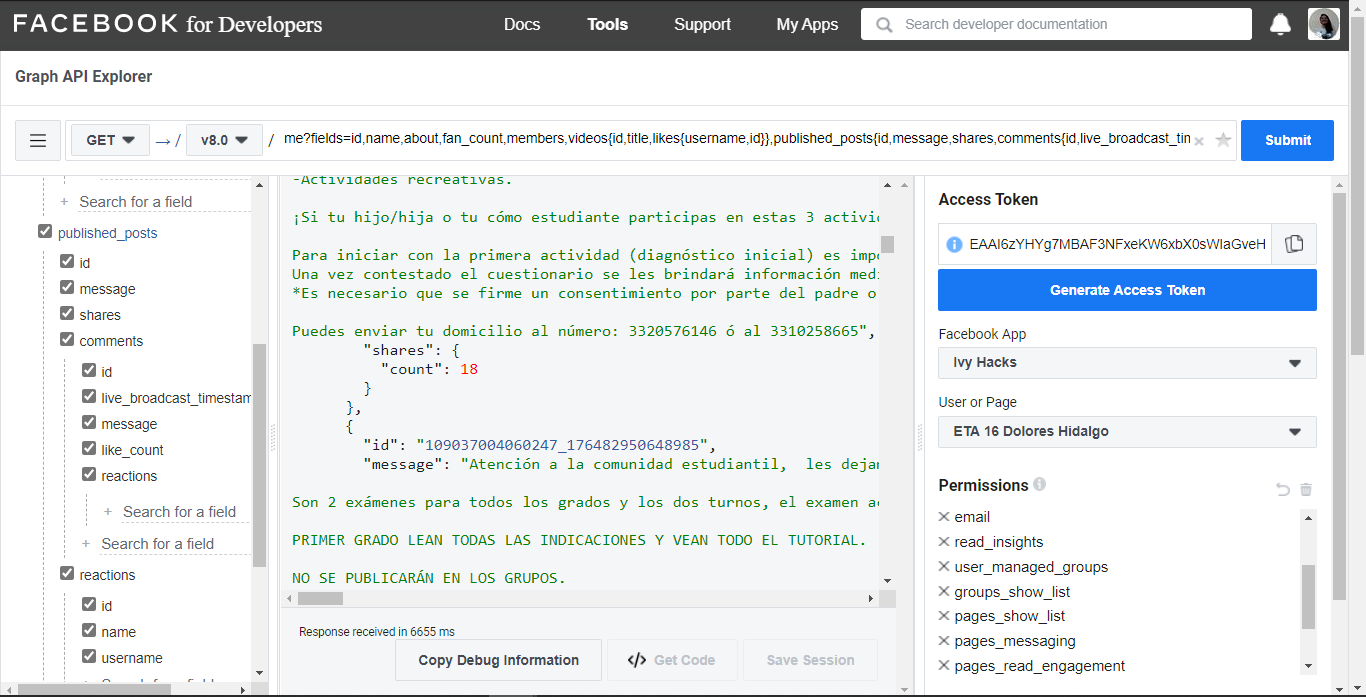 FACEBOOK for Developers
Docs
Tools
Support
My Apps
Search developer documentation
Graph API Explorer
GET
→ /
v8.0
/
me?fields=id,name,about,fan_count,members,videos{id,title,likes{username,id}},published_posts{id,message,shares,comments{id,live_broadcast_tim
Submit
+ Search for a field
published_posts
id
message
shares
comments
id
live_broadcast_timestam
message
like_count
reactions
+ Search for a field
+ Search for a field
reactions
id
name
username
-Actividades recreativas.
¡Si tu hijo/hija o tu cómo estudiante participas en estas 3 activi
Para iniciar con la primera actividad (diagnóstico inicial) es imp
Una vez contestado el cuestionario se les brindará información med
*Es necesario que se firme un consentimiento por parte del padre o
Puedes enviar tu domicilio al número: 3320576146 ó al 3310258665",
"shares": {
"count": 18
}
},
{
"id": "109037004060247_176482950648985",
"message": "Atención a la comunidad estudiantil,  les dejan
Son 2 exámenes para todos los grados y los dos turnos, el examen a
PRIMER GRADO LEAN TODAS LAS INDICACIONES Y VEAN TODO EL TUTORIAL.
NO SE PUBLICARÁN EN LOS GRUPOS.
Response received in 6655 ms
Copy Debug Information
</> Get Code
Save Session
Access Token
EAAI6zYHYg7MBAF3NFxeKW6xbX0sWIaGveH
Generate Access Token
Facebook App
Ivy Hacks
User or Page
ETA 16 Dolores Hidalgo
Permissions
email
read_insights
user_managed_groups
groups_show_list
pages_show_list
pages_messaging
pages_read_engagement